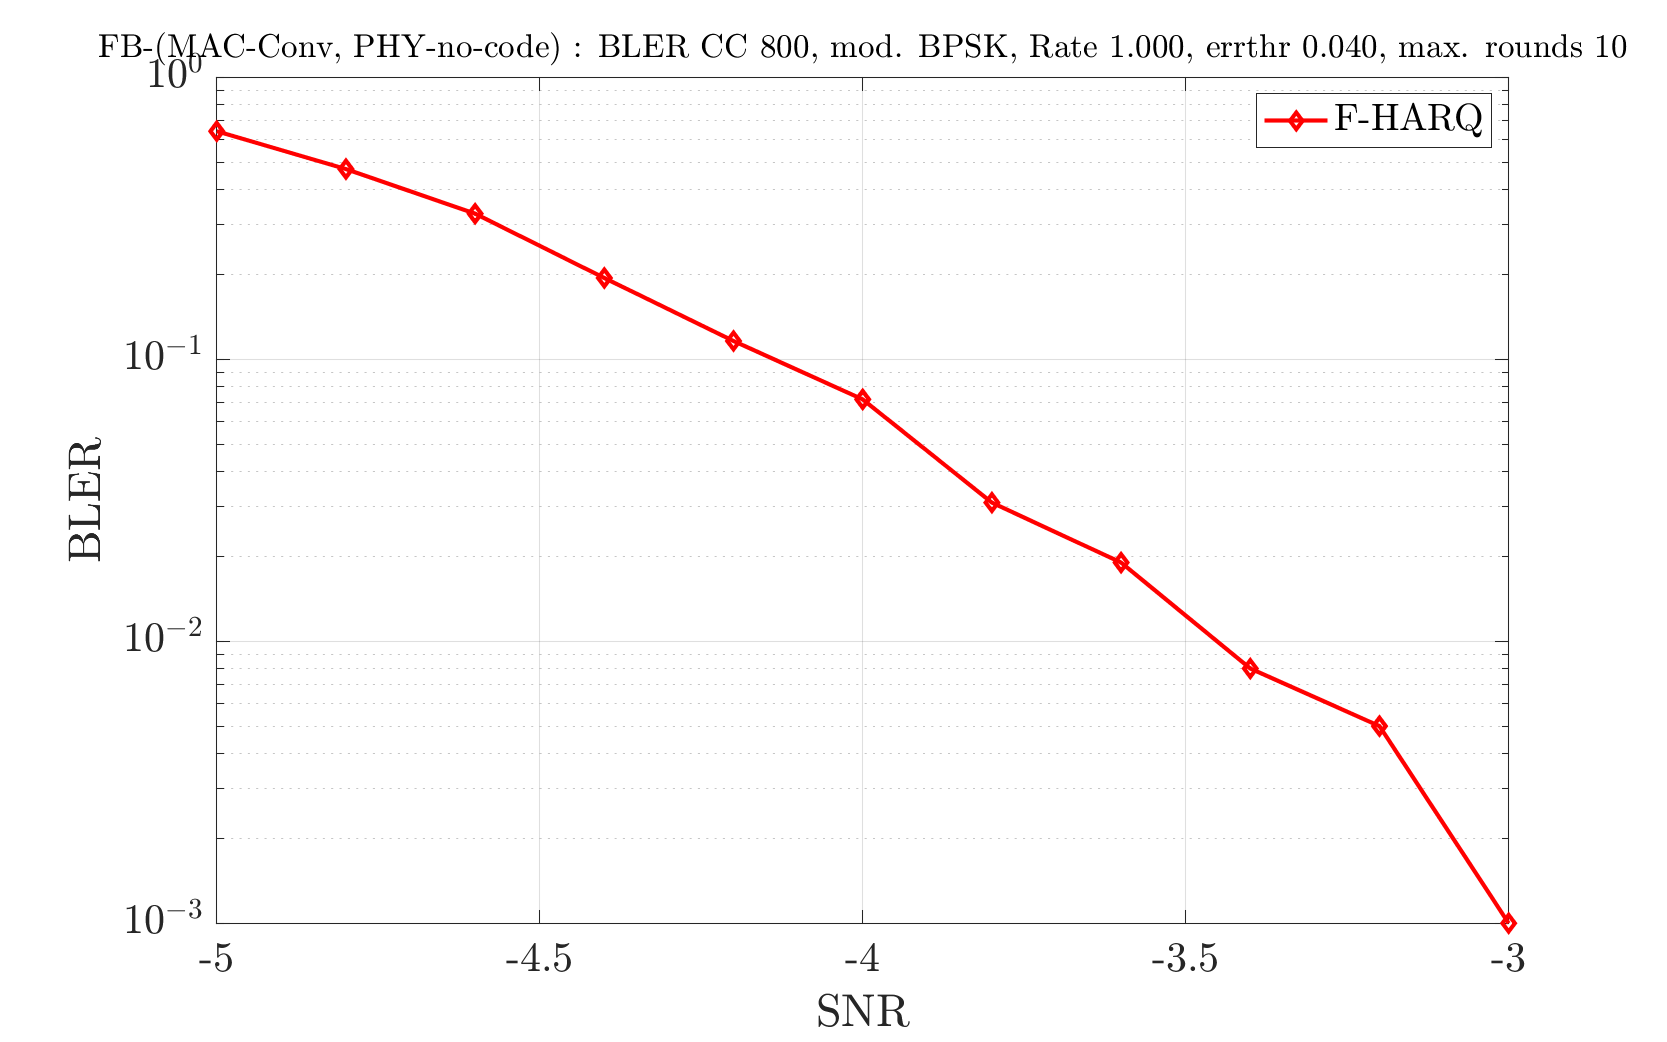 FB-(MAC-Conv, PHY-no-code) : BLER CC 800, mod. BPSK, Rate 1.000, errthr 0.040, max. rounds 10
10^0
F-HARQ
10^−1
BLER
10^−2
10^−3
-5 -4.5 -4 -3.5 -3
SNR